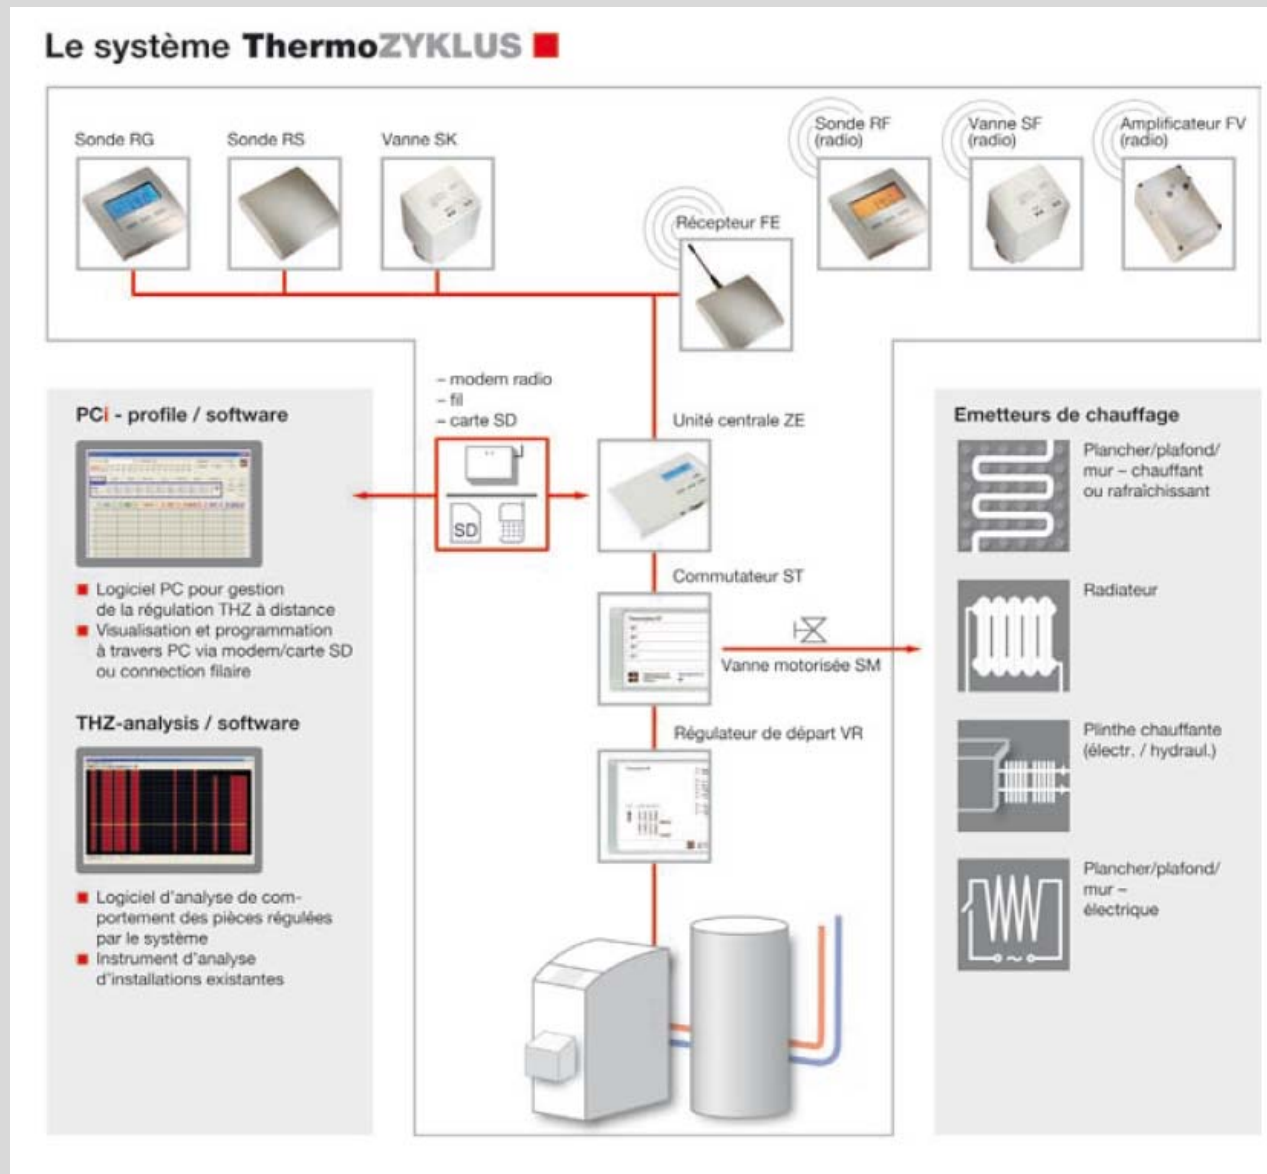 Le système ThermoZYKLUS
Sonde RG
Sonde RS
Vanne SK
Récepteur FE
Sonde RF
(radio)
Vanne SF
(radio)
Amplificateur FV
(radio)
– modem radio
– fil
– carte SD
SD
PCi - profile / software
Logiciel PC pour gestion
de la régulation THZ à distance
Visualisation et programmation
à travers PC via modem/carte SD
ou connection filaire
THZ-analysis / software
Logiciel d'analyse de com-
portement des pièces régulées
par le système
Instrument d'analyse
d'installations existantes
Unité centrale ZE
Commutateur ST
Vanne motorisée SM
Régulateur de départ VR
Emetteurs de chauffage
Plancher/plafond/
mur – chauffant
ou rafraîchissant
Radiateur
Plinthe chauffante
(électr. / hydraul.)
Plancher/plafond/
mur –
électrique